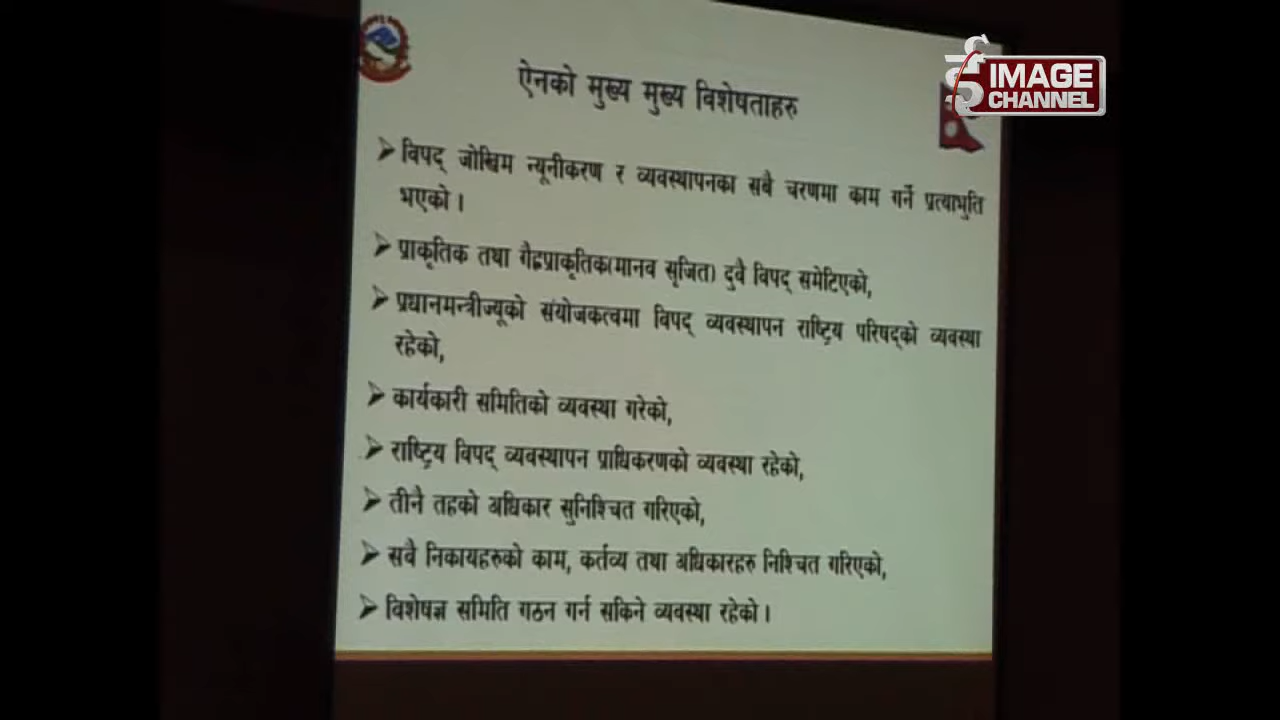 IMAGE
CHANNEL
ऐनको मुख्य मुख्य विशेषताहरु
➢ विपद् जोखिम न्यूनीकरण र व्यवस्थापनका सबै चरणमा काम गर्ने प्रत्याभुति
भएको ।
➢ प्राकृतिक तथा गैह्रप्राकृतिक(मानव सृजित) दुवै विपद् समेटिएको,
➢ प्रधानमन्त्रीज्यूको संयोजकत्वमा विपद् व्यवस्थापन राष्ट्रिय परिषद्को व्यवस्था
रहेको,
➢ कार्यकारी समितिको व्यवस्था गरेको,
➢ राष्ट्रिय विपद् व्यवस्थापन प्राधिकरणको व्यवस्था रहेको,
➢ तीनै तहको अधिकार सुनिश्चित गरिएको,
➢ सवै निकायहरुको काम, कर्तव्य तथा अधिकारहरु निश्चित गरिएको,
➢ विशेषज्ञ समिति गठन गर्न सकिने व्यवस्था रहेको ।